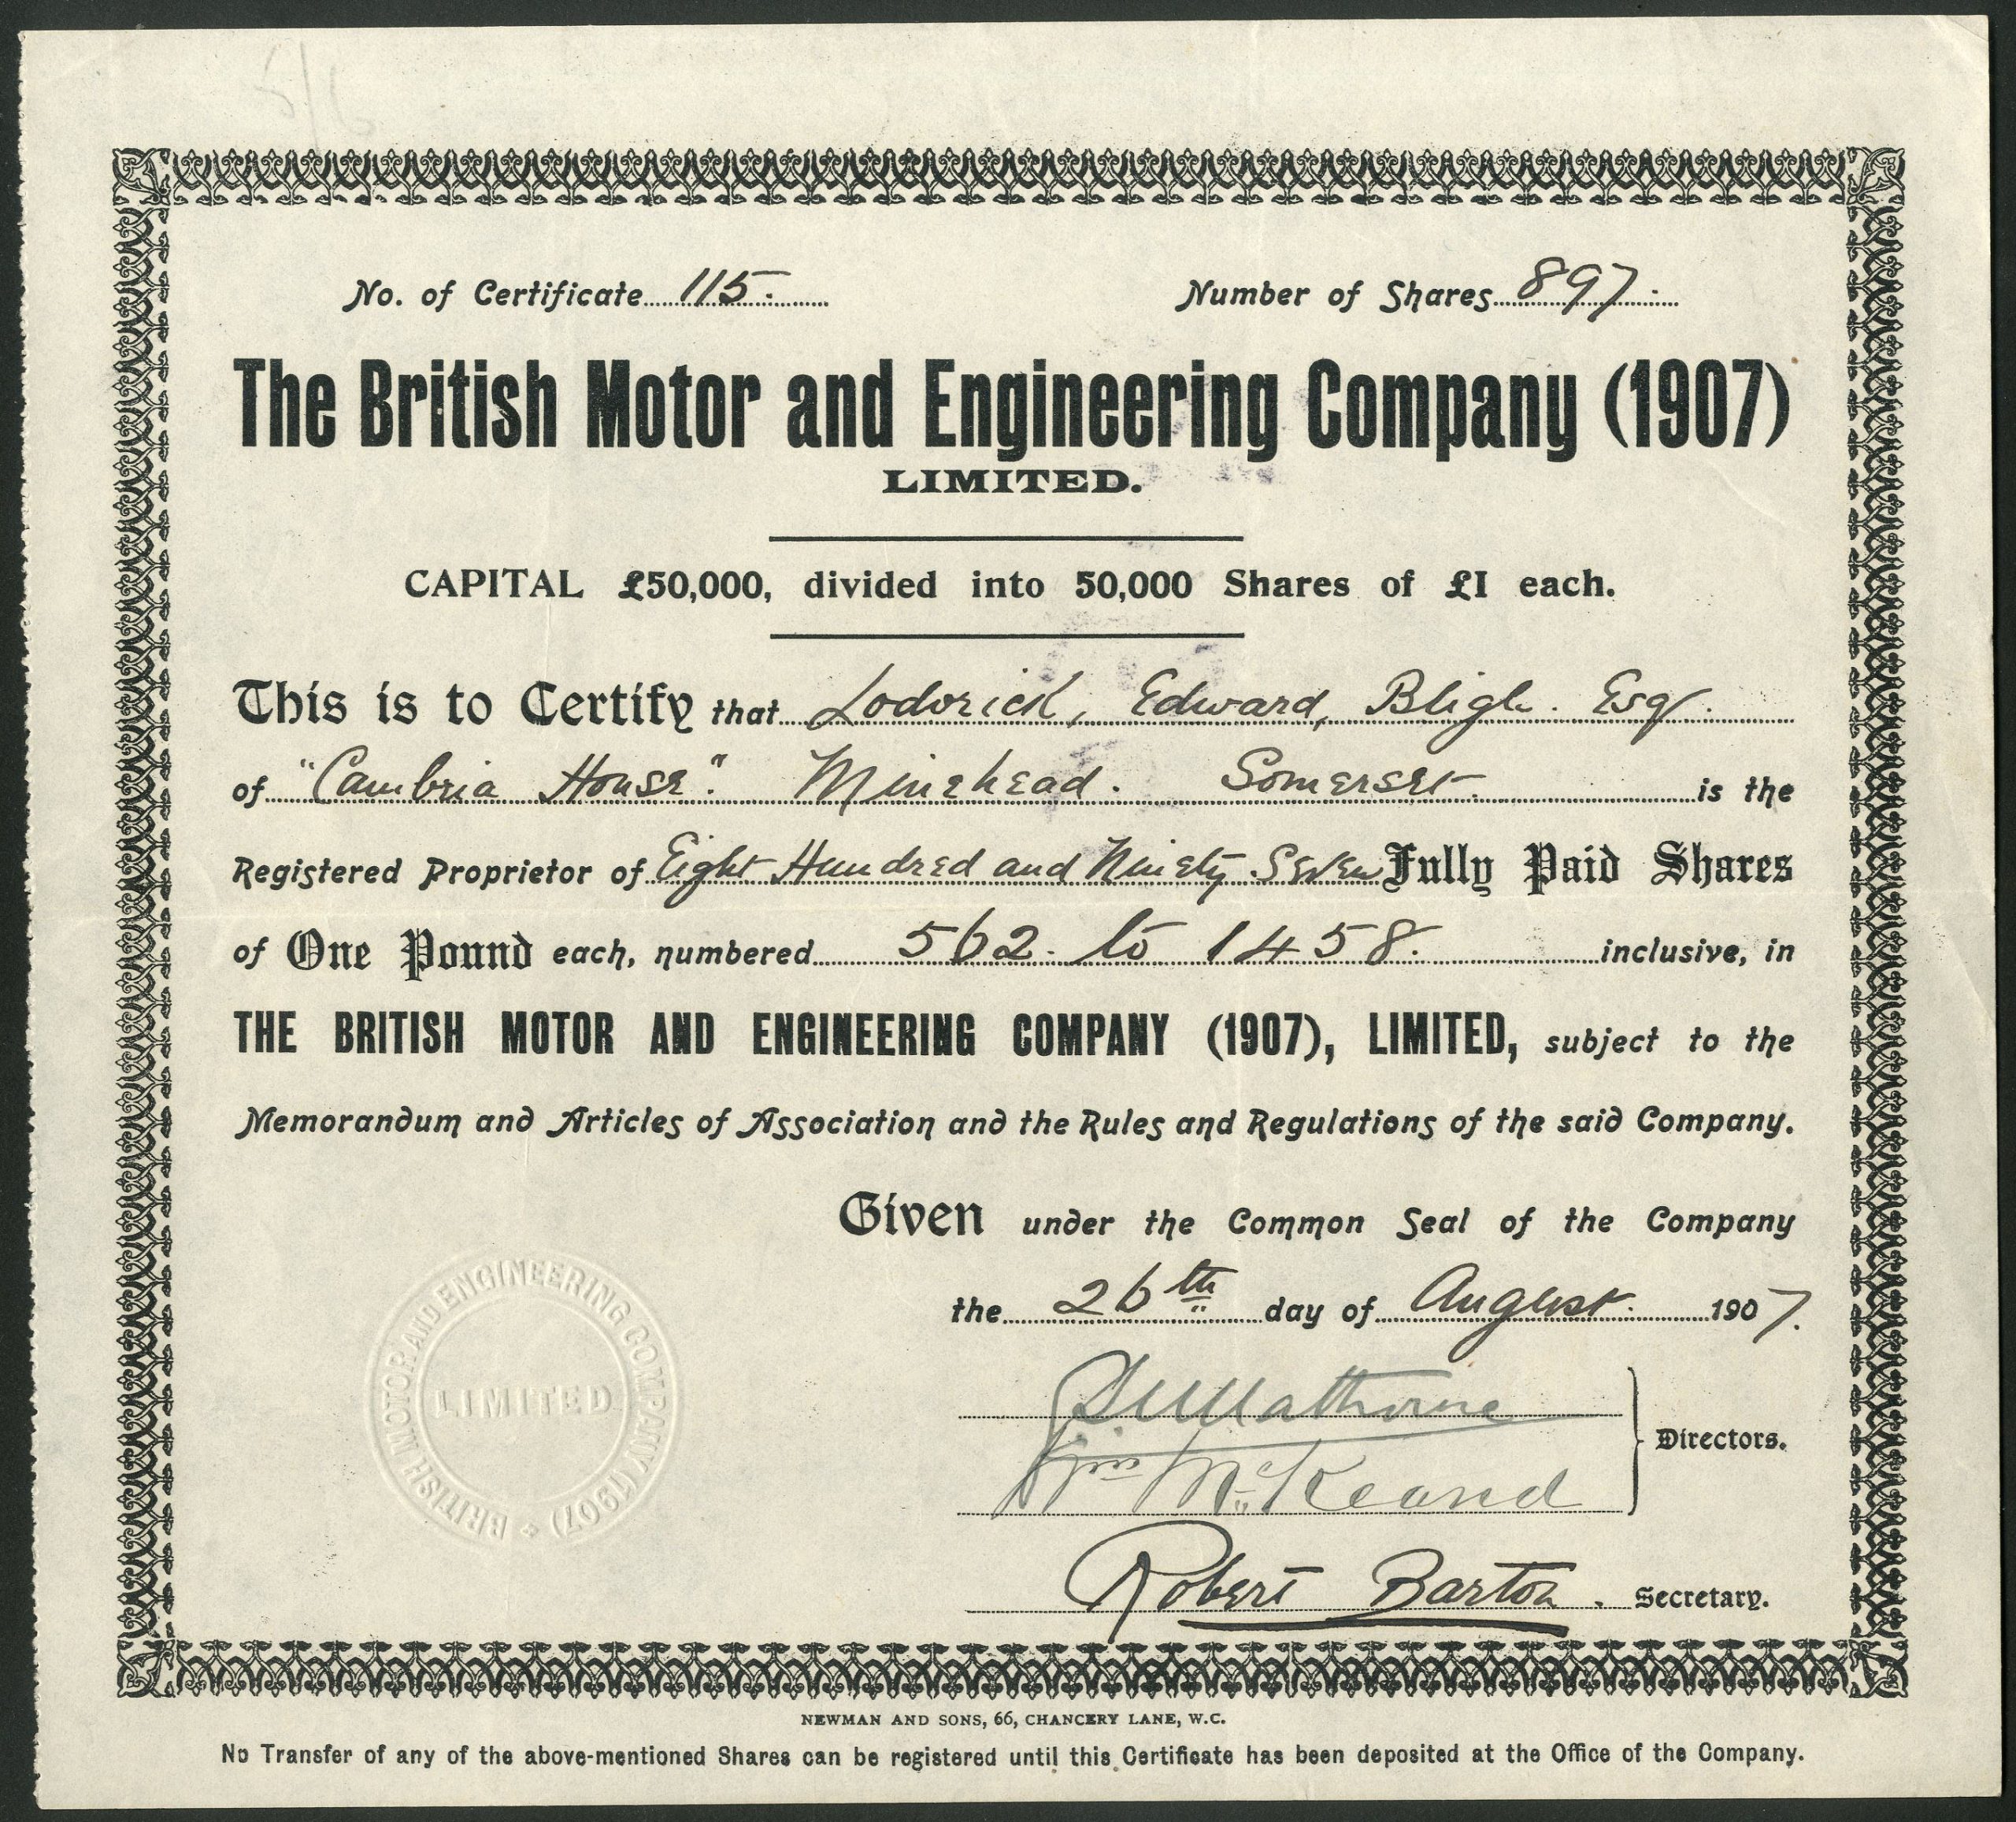 No. of Certificate 115. Number of Shares 897.
The British Motor and Engineering Company (1907)
LIMITED.
CAPITAL £50,000, divided into 50,000 Shares of £1 each.
This is to Certify that Lodorick, Edward, Bligh. Esqr.
of "Cambria House". Minehead. Somerset. is the
Registered Proprietor of Eight Hundred and Ninety Seven Fully Paid Shares
of One Pound each, numbered 562. to 1458. inclusive, in
THE BRITISH MOTOR AND ENGINEERING COMPANY (1907), LIMITED, subject to the
Memorandum and Articles of Association and the Rules and Regulations of the said Company.
Given under the Common Seal of the Company
the 26th day of August. 1907.
BRITISH MOTOR AND ENGINEERING COMPANY (1907)
LIMITED
Directors.
Wm McKeand
Robert Barton. Secretary.
NEWMAN AND SONS, 66, CHANCERY LANE, W.C.
No Transfer of any of the above-mentioned Shares can be registered until this Certificate has been deposited at the Office of the Company.